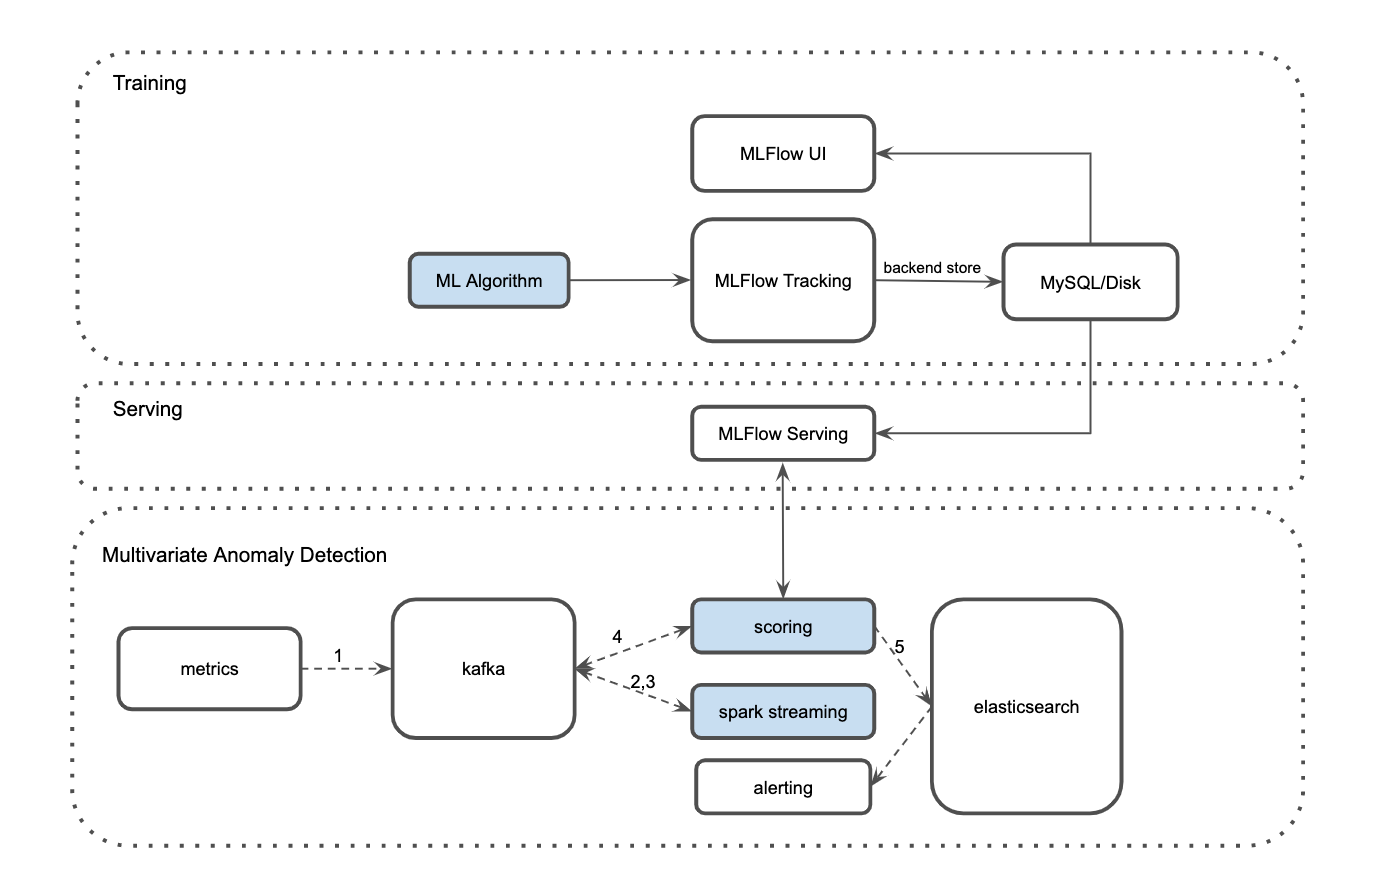 Training
MLFlow UI
ML Algorithm
MLFlow Tracking
backend store
MySQL/Disk
Serving
MLFlow Serving
Multivariate Anomaly Detection
metrics
1
kafka
4
2,3
scoring
spark streaming
alerting
5
elasticsearch